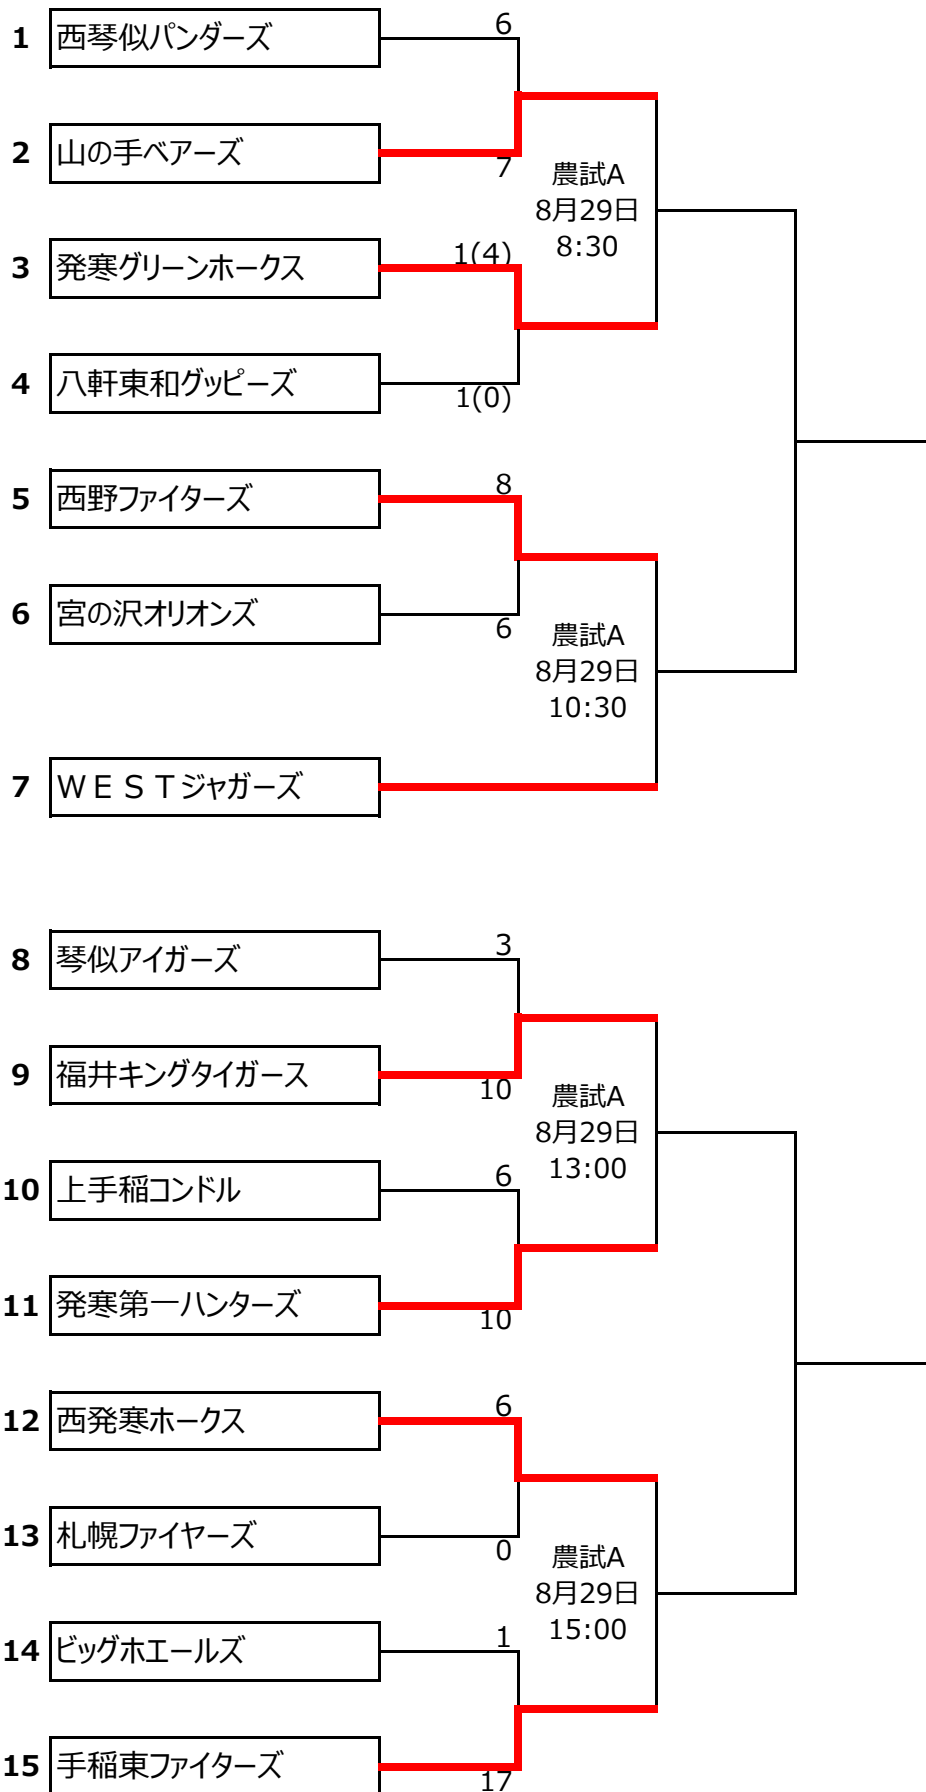 1 西琴似パンダーズ 6
2 山の手ベアーズ 7
農試A
8月29日
8:30
3 発寒グリーンホークス 1(4)
4 八軒東和グッピーズ 1(0)
5 西野ファイターズ 8
6 宮の沢オリオンズ 6
農試A
8月29日
10:30
7 ＷＥＳＴジャガーズ
8 琴似アイガーズ 3
9 福井キングタイガース 10
農試A
8月29日
13:00
10 上手稲コンドル 6
11 発寒第一ハンターズ 10
12 西発寒ホークス 6
13 札幌ファイヤーズ 0
農試A
8月29日
15:00
14 ビッグホエールズ 1
15 手稲東ファイターズ 17